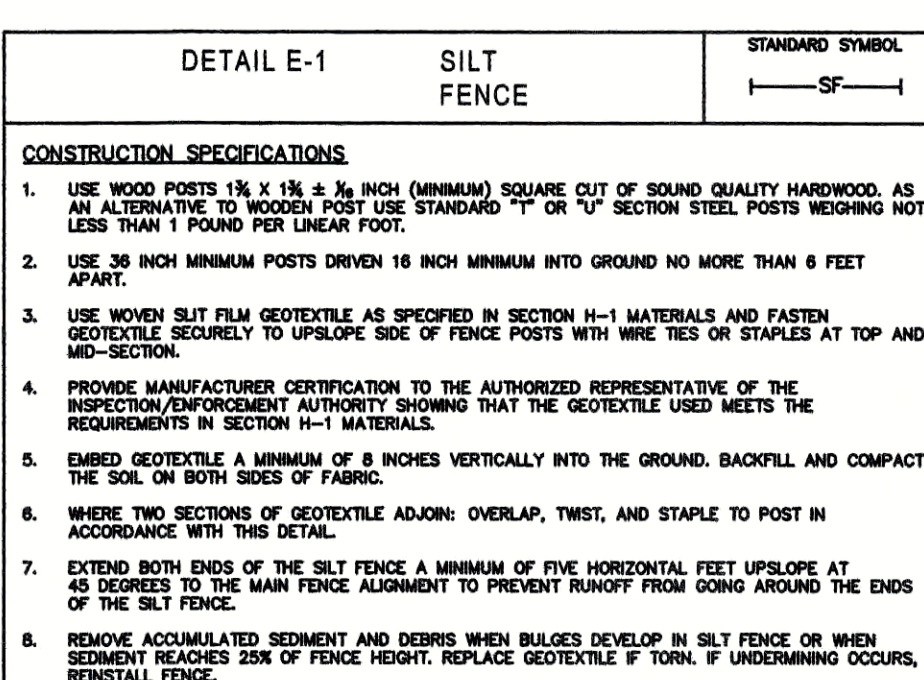 DETAIL E-1 SILT
FENCE
STANDARD SYMBOL
SF
CONSTRUCTION SPECIFICATIONS
1. USE WOOD POSTS 1¾ X 1¾ ± 1/16 INCH (MINIMUM) SQUARE CUT OF SOUND QUALITY HARDWOOD. AS
AN ALTERNATIVE TO WOODEN POST USE STANDARD "T" OR "U" SECTION STEEL POSTS WEIGHING NOT
LESS THAN 1 POUND PER LINEAR FOOT.
2. USE 36 INCH MINIMUM POSTS DRIVEN 16 INCH MINIMUM INTO GROUND NO MORE THAN 6 FEET
APART.
3. USE WOVEN SLIT FILM GEOTEXTILE AS SPECIFIED IN SECTION H-1 MATERIALS AND FASTEN
GEOTEXTILE SECURELY TO UPSLOPE SIDE OF FENCE POSTS WITH WIRE TIES OR STAPLES AT TOP AND
MID-SECTION.
4. PROVIDE MANUFACTURER CERTIFICATION TO THE AUTHORIZED REPRESENTATIVE OF THE
INSPECTION/ENFORCEMENT AUTHORITY SHOWING THAT THE GEOTEXTILE USED MEETS THE
REQUIREMENTS IN SECTION H-1 MATERIALS.
5. EMBED GEOTEXTILE A MINIMUM OF 8 INCHES VERTICALLY INTO THE GROUND. BACKFILL AND COMPACT
THE SOIL ON BOTH SIDES OF FABRIC.
6. WHERE TWO SECTIONS OF GEOTEXTILE ADJOIN: OVERLAP, TWIST, AND STAPLE TO POST IN
ACCORDANCE WITH THIS DETAIL.
7. EXTEND BOTH ENDS OF THE SILT FENCE A MINIMUM OF FIVE HORIZONTAL FEET UPSLOPE AT
45 DEGREES TO THE MAIN FENCE ALIGNMENT TO PREVENT RUNOFF FROM GOING AROUND THE ENDS
OF THE SILT FENCE.
8. REMOVE ACCUMULATED SEDIMENT AND DEBRIS WHEN BULGES DEVELOP IN SILT FENCE OR WHEN
SEDIMENT REACHES 25% OF FENCE HEIGHT. REPLACE GEOTEXTILE IF TORN. IF UNDERMINING OCCURS,
REINSTALL FENCE.